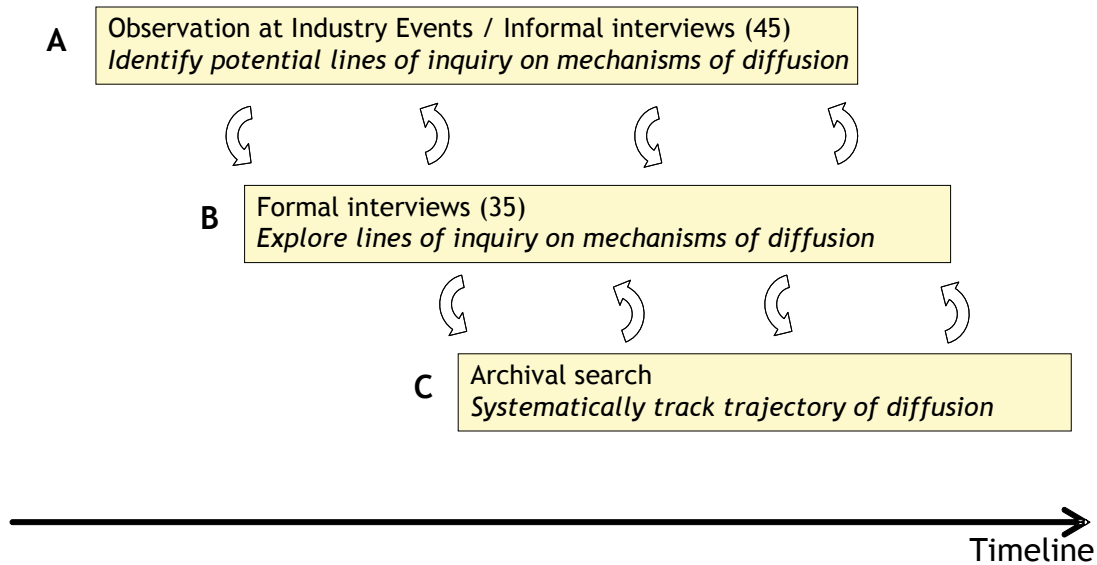 A
Observation at Industry Events / Informal interviews (45)
Identify potential lines of inquiry on mechanisms of diffusion
B
Formal interviews (35)
Explore lines of inquiry on mechanisms of diffusion
C
Archival search
Systematically track trajectory of diffusion
Timeline